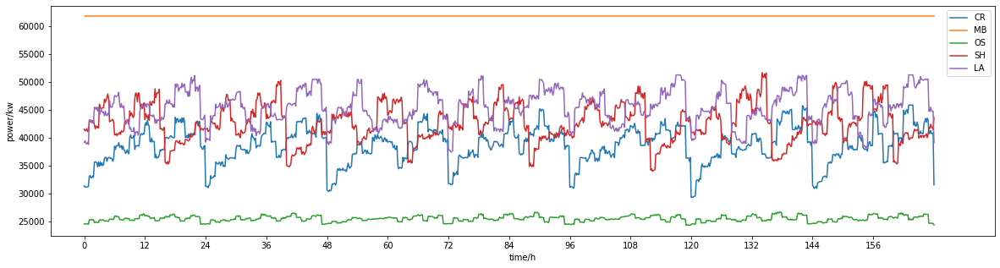 60000
55000
50000
45000
40000
35000
30000
25000
power/kw
0 12 24 36 48 60 72 84 96 108 120 132 144 156
time/h
CR
MB
OS
SH
LA